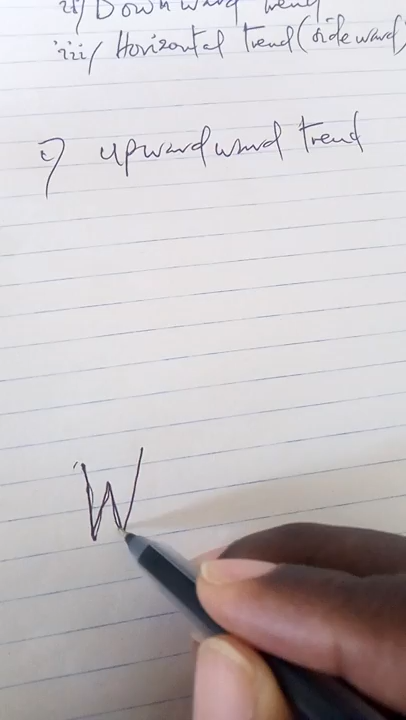 ii/ Downward trend
iii/ Horizontal trend (sideward)
i) upwardward trend
W